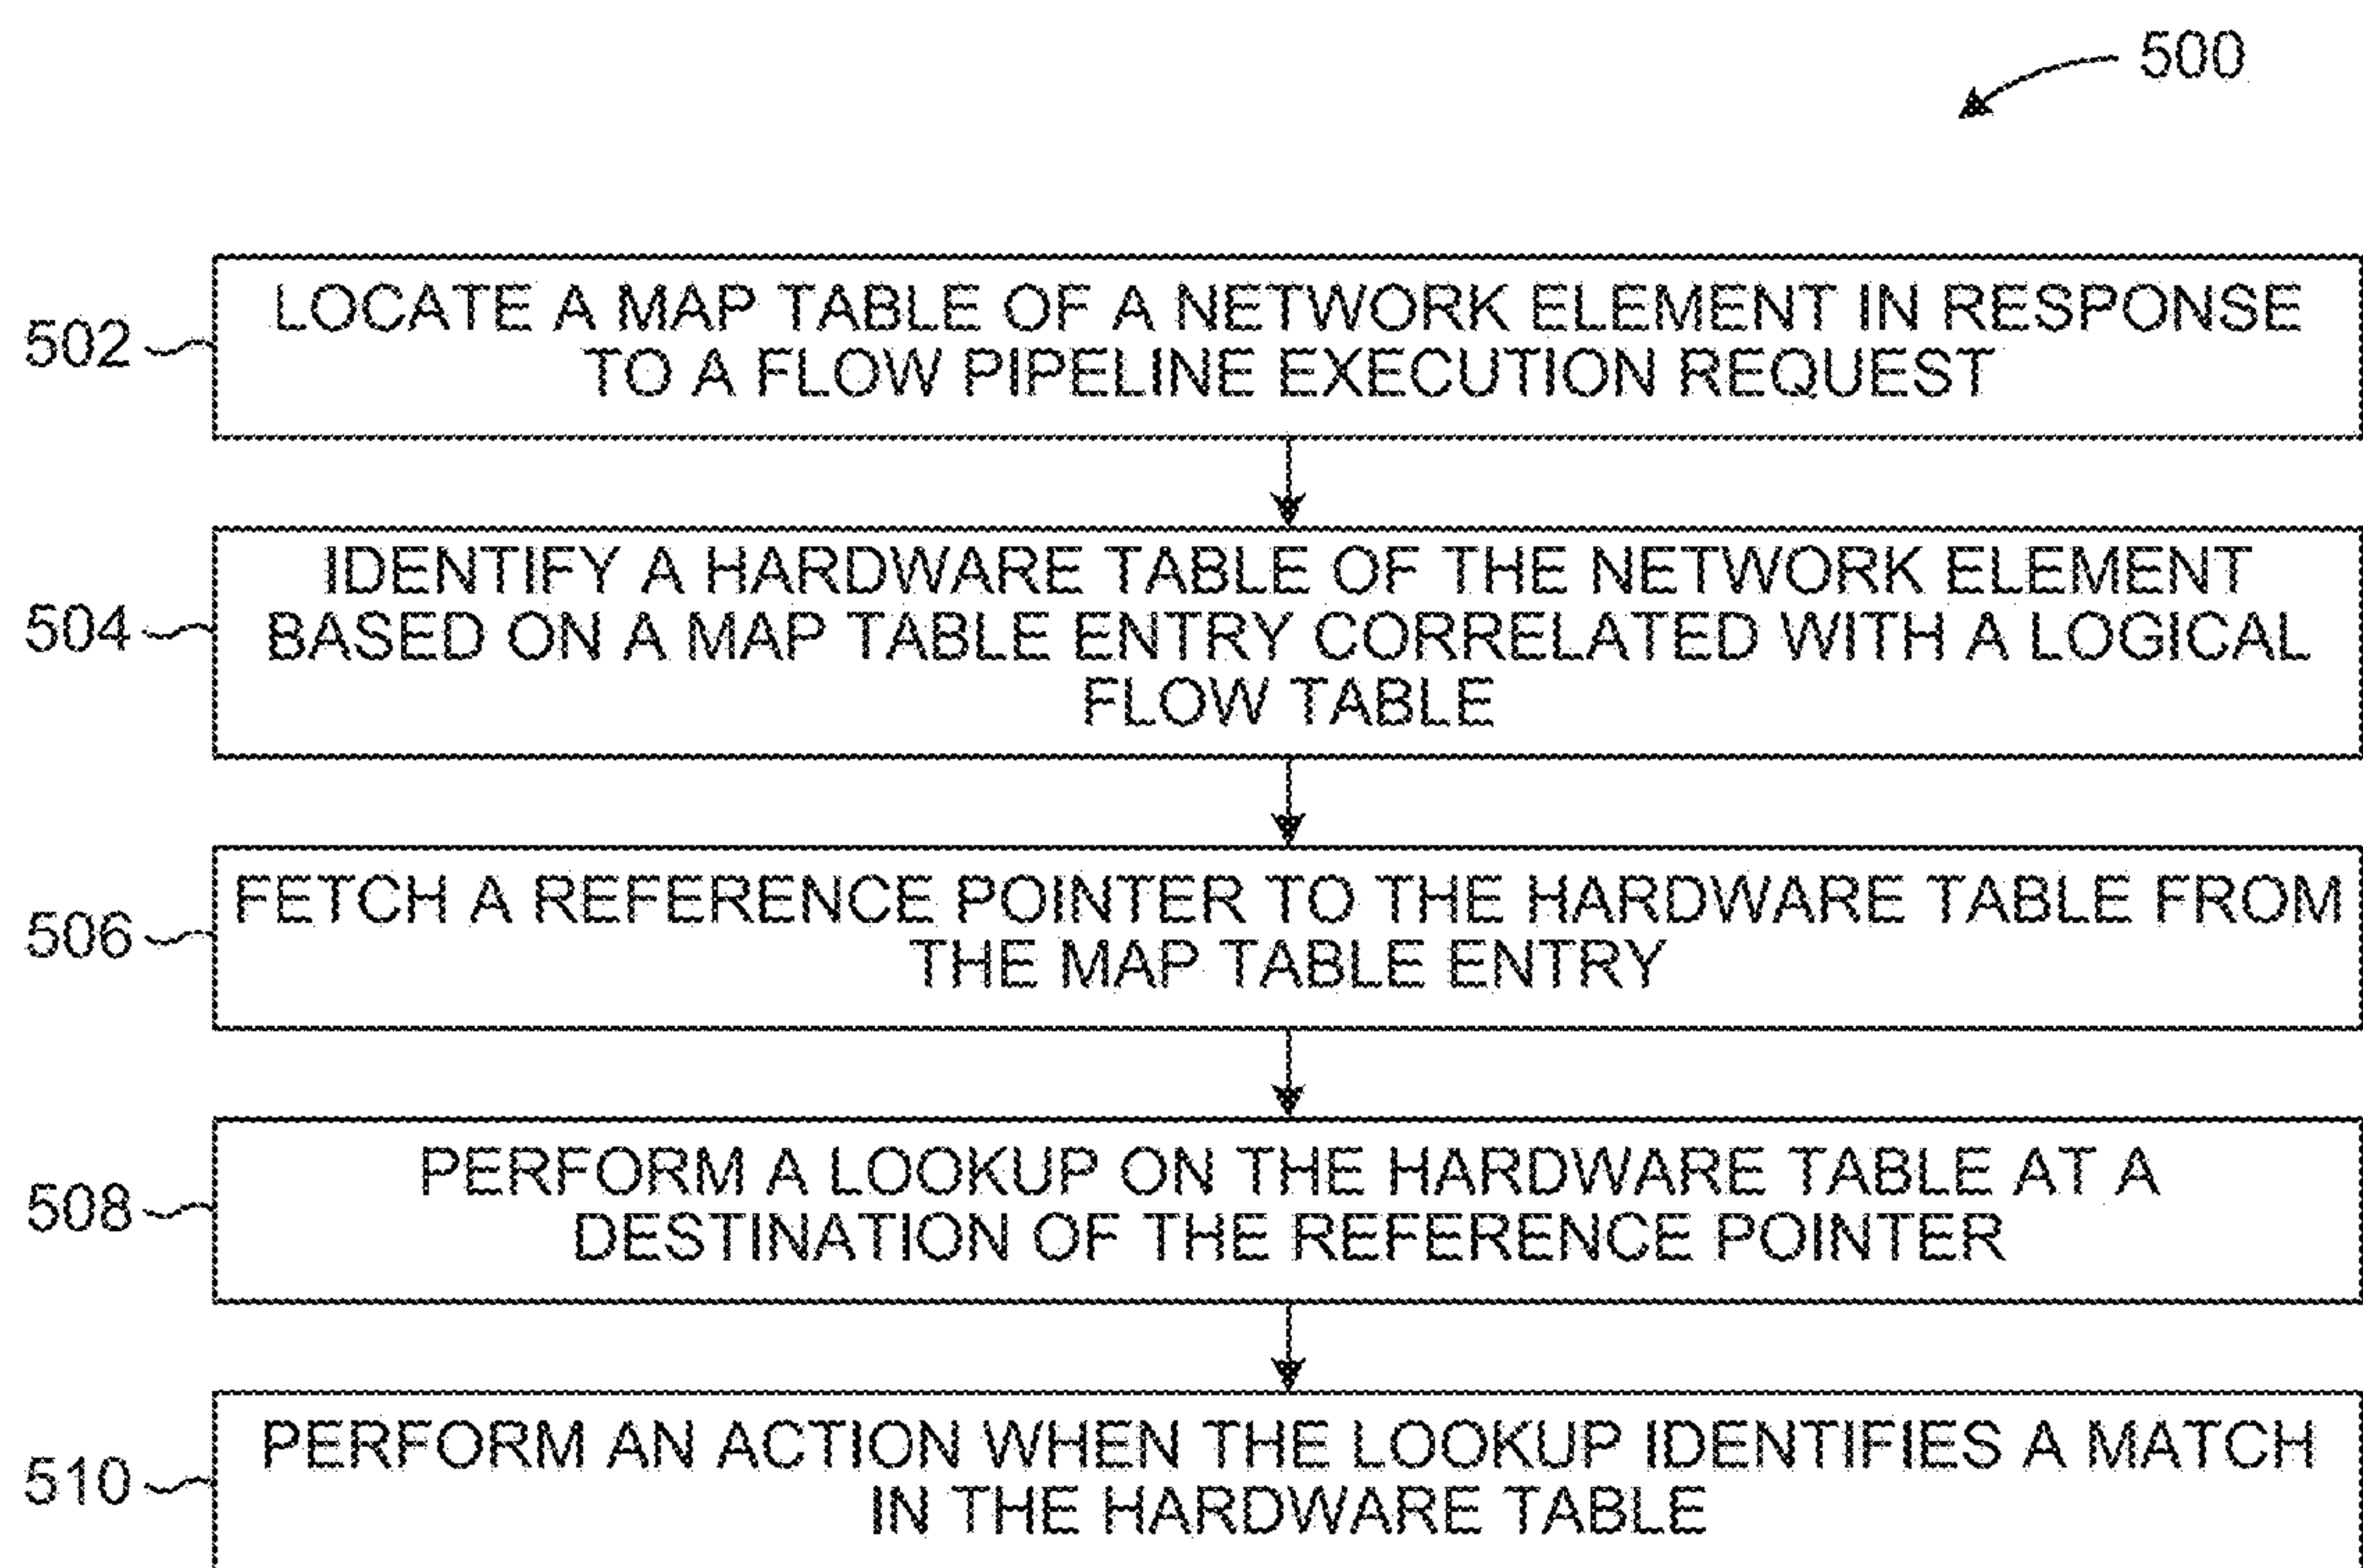 500
502
LOCATE A MAP TABLE OF A NETWORK ELEMENT IN RESPONSE
TO A FLOW PIPELINE EXECUTION REQUEST
504
IDENTIFY A HARDWARE TABLE OF THE NETWORK ELEMENT
BASED ON A MAP TABLE ENTRY CORRELATED WITH A LOGICAL
FLOW TABLE
506
FETCH A REFERENCE POINTER TO THE HARDWARE TABLE FROM
THE MAP TABLE ENTRY
508
PERFORM A LOOKUP ON THE HARDWARE TABLE AT A
DESTINATION OF THE REFERENCE POINTER
510
PERFORM AN ACTION WHEN THE LOOKUP IDENTIFIES A MATCH
IN THE HARDWARE TABLE